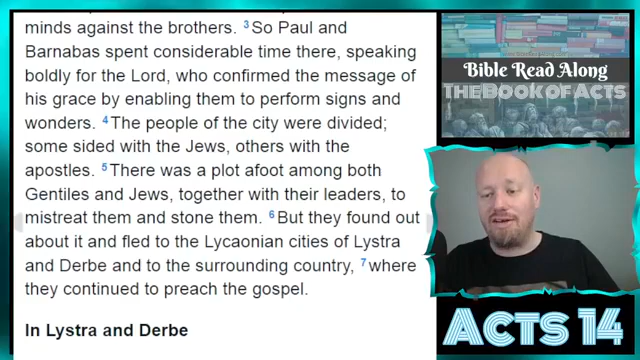 minds against the brothers. 3 So Paul and
Barnabas spent considerable time there, speaking
boldly for the Lord, who confirmed the message of
his grace by enabling them to perform signs and
wonders. 4 The people of the city were divided;
some sided with the Jews, others with the
apostles. 5 There was a plot afoot among both
Gentiles and Jews, together with their leaders, to
mistreat them and stone them. 6 But they found out
about it and fled to the Lycaonian cities of Lystra
and Derbe and to the surrounding country, 7 where
they continued to preach the gospel.
In Lystra and Derbe
Bible Read Along
The Book of Acts
ACTS 14